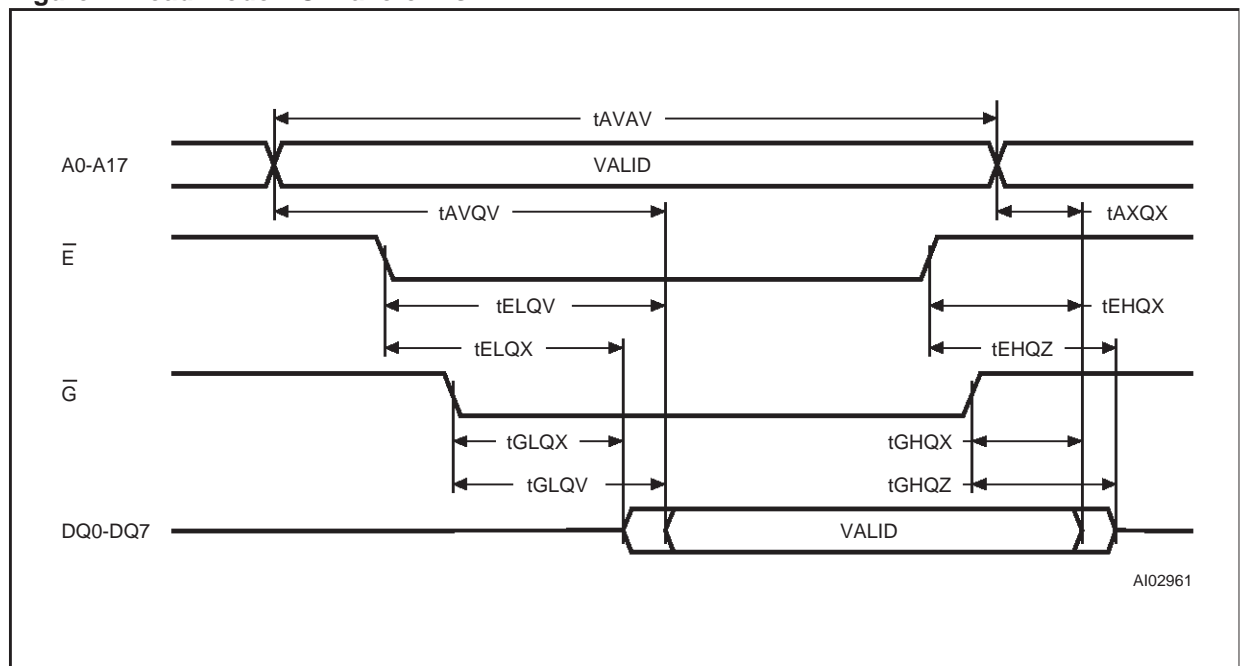 tAVAV
A0-A17
VALID
tAVQV
tAXQX
E̅
tELQV
tEHQX
tELQX
tEHQZ
G̅
tGLQX
tGHQX
tGLQV
tGHQZ
DQ0-DQ7
VALID
AI02961